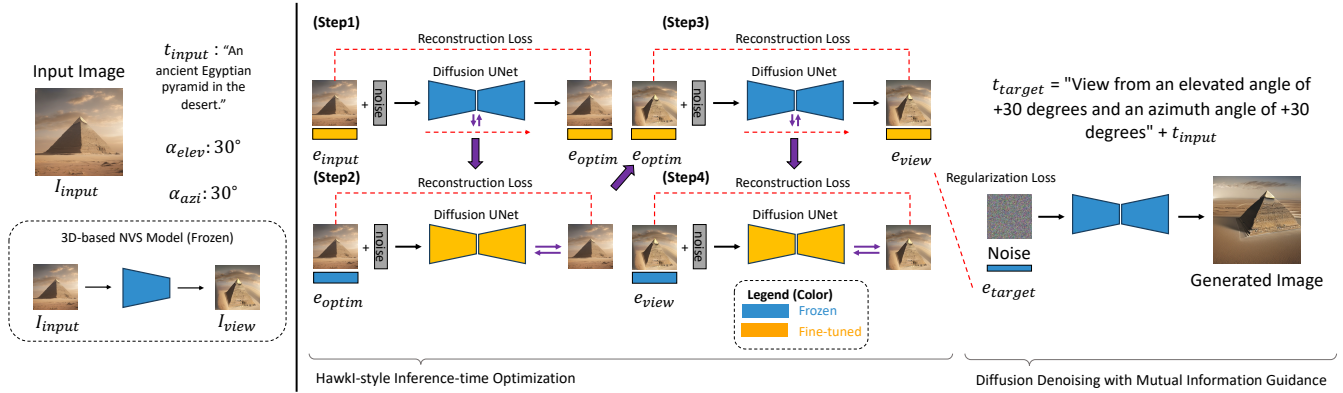 Input Image
I_input
t_input : "An
ancient Egyptian
pyramid in the
desert."
α_elev: 30°
α_azi: 30°
3D-based NVS Model (Frozen)
I_input
I_view
(Step1)
Reconstruction Loss
Diffusion UNet
+
noise
e_input
e_optim
(Step2)
Reconstruction Loss
Diffusion UNet
+
noise
e_optim
(Step3)
Reconstruction Loss
Diffusion UNet
+
noise
e_optim
e_view
(Step4)
Reconstruction Loss
Diffusion UNet
+
noise
e_view
Legend (Color)
Frozen
Fine-tuned
HawkI-style Inference-time Optimization
t_target = "View from an elevated angle of
+30 degrees and an azimuth angle of +30
degrees" + t_input
Regularization Loss
Noise
e_target
Generated Image
Diffusion Denoising with Mutual Information Guidance